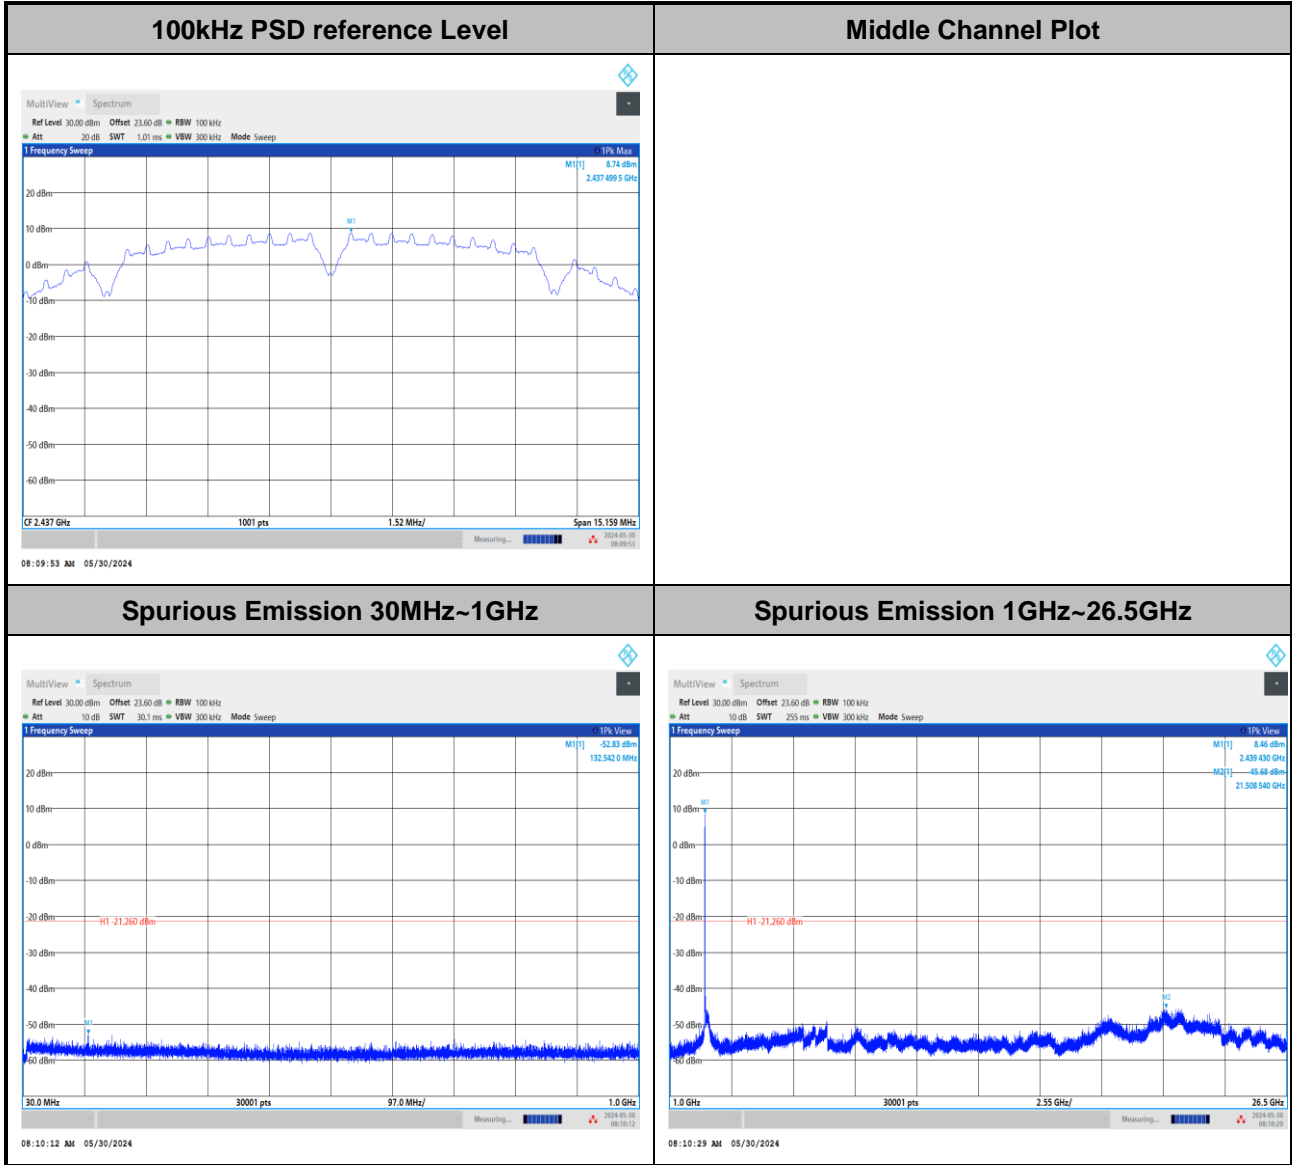 100kHz PSD reference Level
Middle Channel Plot
MultiView Spectrum
Ref Level 30.00 dBm Offset 23.60 dB RBW 100 kHz
Att 20 dB SWT 1.01 ms VBW 300 kHz Mode Sweep
1 Frequency Sweep 1Pk Max
M1[1] 8.74 dBm
2.437 499 5 GHz
20 dBm
M1
10 dBm
0 dBm
-10 dBm
-20 dBm
-30 dBm
-40 dBm
-50 dBm
-60 dBm
CF 2.437 GHz 1001 pts 1.52 MHz/ Span 15.159 MHz
Measuring... 2024-05-30
08:09:53
08:09:53 AM 05/30/2024
Spurious Emission 30MHz~1GHz
Spurious Emission 1GHz~26.5GHz
MultiView Spectrum
Ref Level 30.00 dBm Offset 23.60 dB RBW 100 kHz
Att 10 dB SWT 30.1 ms VBW 300 kHz Mode Sweep
1 Frequency Sweep 1Pk View
M1[1] -52.83 dBm
132.542 0 MHz
20 dBm
10 dBm
0 dBm
-10 dBm
-20 dBm
H1 -21.260 dBm
-30 dBm
-40 dBm
-50 dBm
M1
-60 dBm
30.0 MHz 30001 pts 97.0 MHz/ 1.0 GHz
Measuring... 2024-05-30
08:10:12
08:10:12 AM 05/30/2024
MultiView Spectrum
Ref Level 30.00 dBm Offset 23.60 dB RBW 100 kHz
Att 10 dB SWT 255 ms VBW 300 kHz Mode Sweep
1 Frequency Sweep 1Pk View
M1[1] 8.46 dBm
2.439 430 GHz
M2[1] -45.68 dBm
21.508 540 GHz
20 dBm
M1
10 dBm
0 dBm
-10 dBm
-20 dBm
H1 -21.260 dBm
-30 dBm
-40 dBm
M2
-50 dBm
-60 dBm
1.0 GHz 30001 pts 2.55 GHz/ 26.5 GHz
Measuring... 2024-05-30
08:10:29
08:10:29 AM 05/30/2024